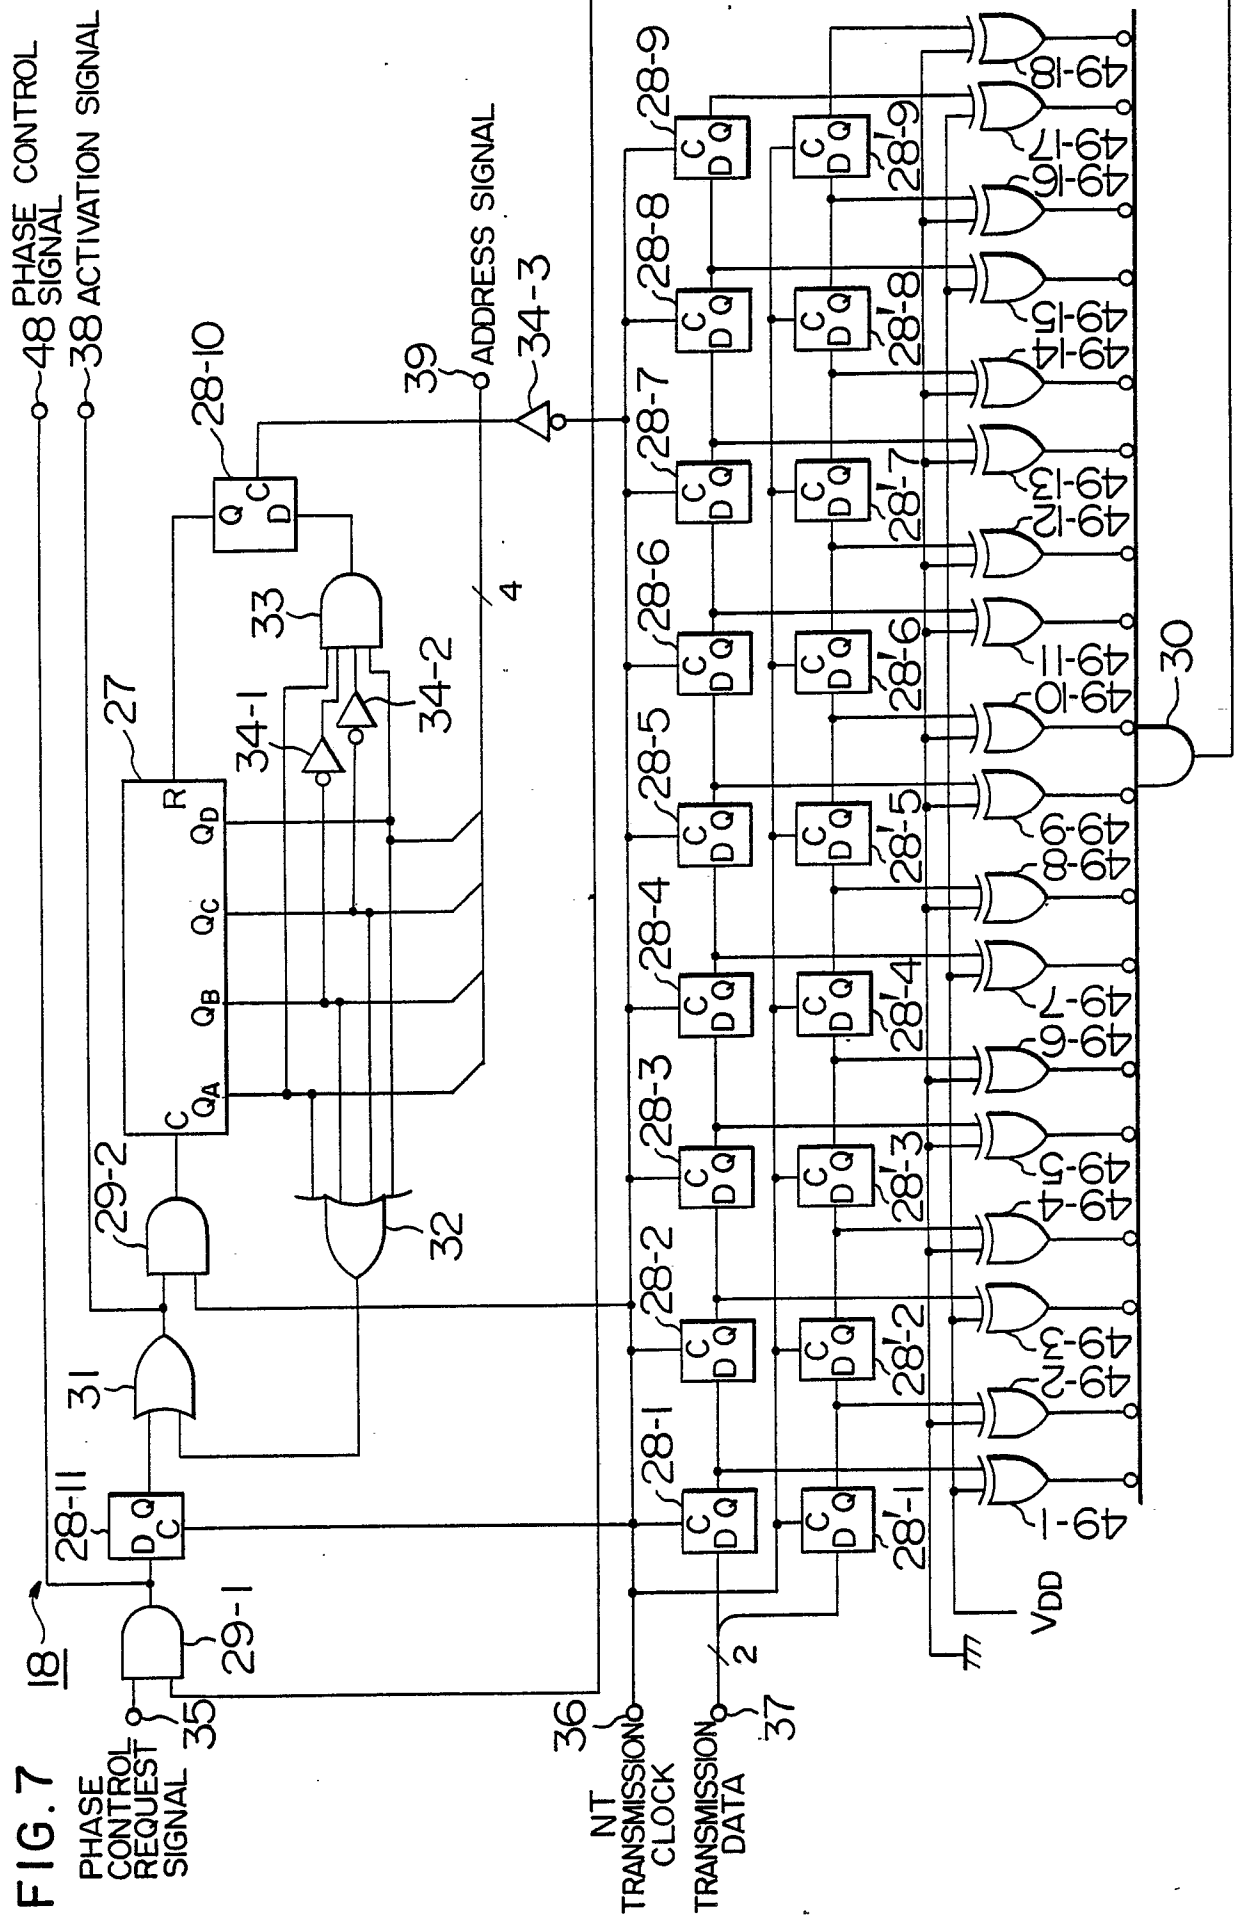 FIG. 7
18
PHASE
CONTROL
REQUEST
SIGNAL
35
29-1
28-11
D Q
C
31
29-2
27
C
QA
QB
QC
QD
R
32
34-1
34-2
33
28-10
Q
C
D
48 PHASE CONTROL
SIGNAL
38 ACTIVATION SIGNAL
39
ADDRESS SIGNAL
4
34-3
NT
TRANSMISSION
CLOCK
36
TRANSMISSION
DATA
37
2
28-1
28-2
28-3
28-4
28-5
28-6
28-7
28-8
28-9
C
D Q
C
D Q
C
D Q
C
D Q
C
D Q
C
D Q
C
D Q
C
D Q
C
D Q
C
D Q
C
D Q
C
D Q
C
D Q
C
D Q
C
D Q
C
D Q
C
D Q
C
D Q
28'-1
28'-2
28'-3
28'-4
28'-5
28'-6
28'-7
28'-8
28'-9
VDD
49-1
49-2
49-3
49-4
49-5
49-6
49-7
49-8
49-9
49-10
49-11
49-12
49-13
49-14
49-15
49-16
49-17
49-18
30